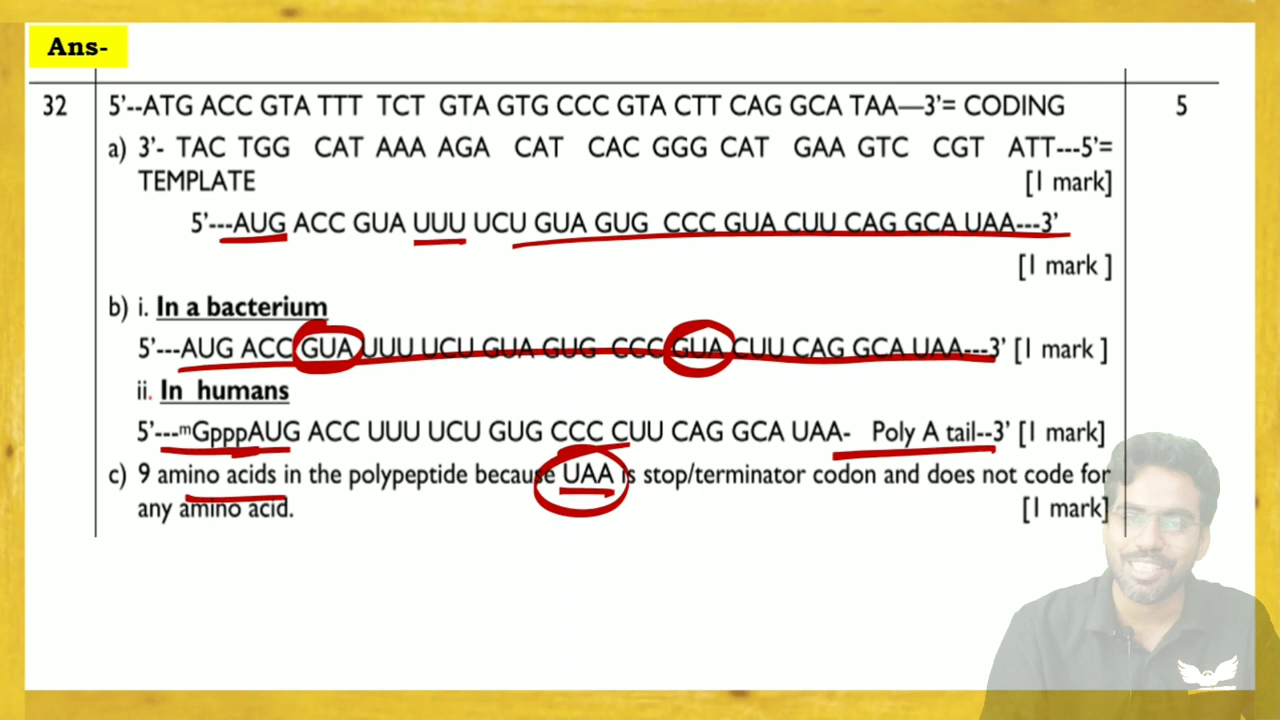 Ans-
32 5'--ATG ACC GTA TTT TCT GTA GTG CCC GTA CTT CAG GGCA TAA—3'= CODING 5
a) 3'- TAC TGG CAT AAA AGA CAT CAC GGG CAT GAA GTC CGT ATT---5'=
TEMPLATE [1 mark]
5'---AUG ACC GUA UUU UCU GUA GUG CCC GUA CUU CAG GCA UAA---3'
[1 mark ]
b) i. In a bacterium
5'---AUG ACC GUA UUU UCU GUA GUG CCC GUA CUU CAG GCA UAA---3' [1 mark ]
ii. In humans
5'---mGpppAUG ACC UUU UCU GUG CCC CUU CAG GCA UAA- Poly A tail--3' [1 mark]
c) 9 amino acids in the polypeptide because UAA is stop/terminator codon and does not code for
any amino acid. [1 mark]